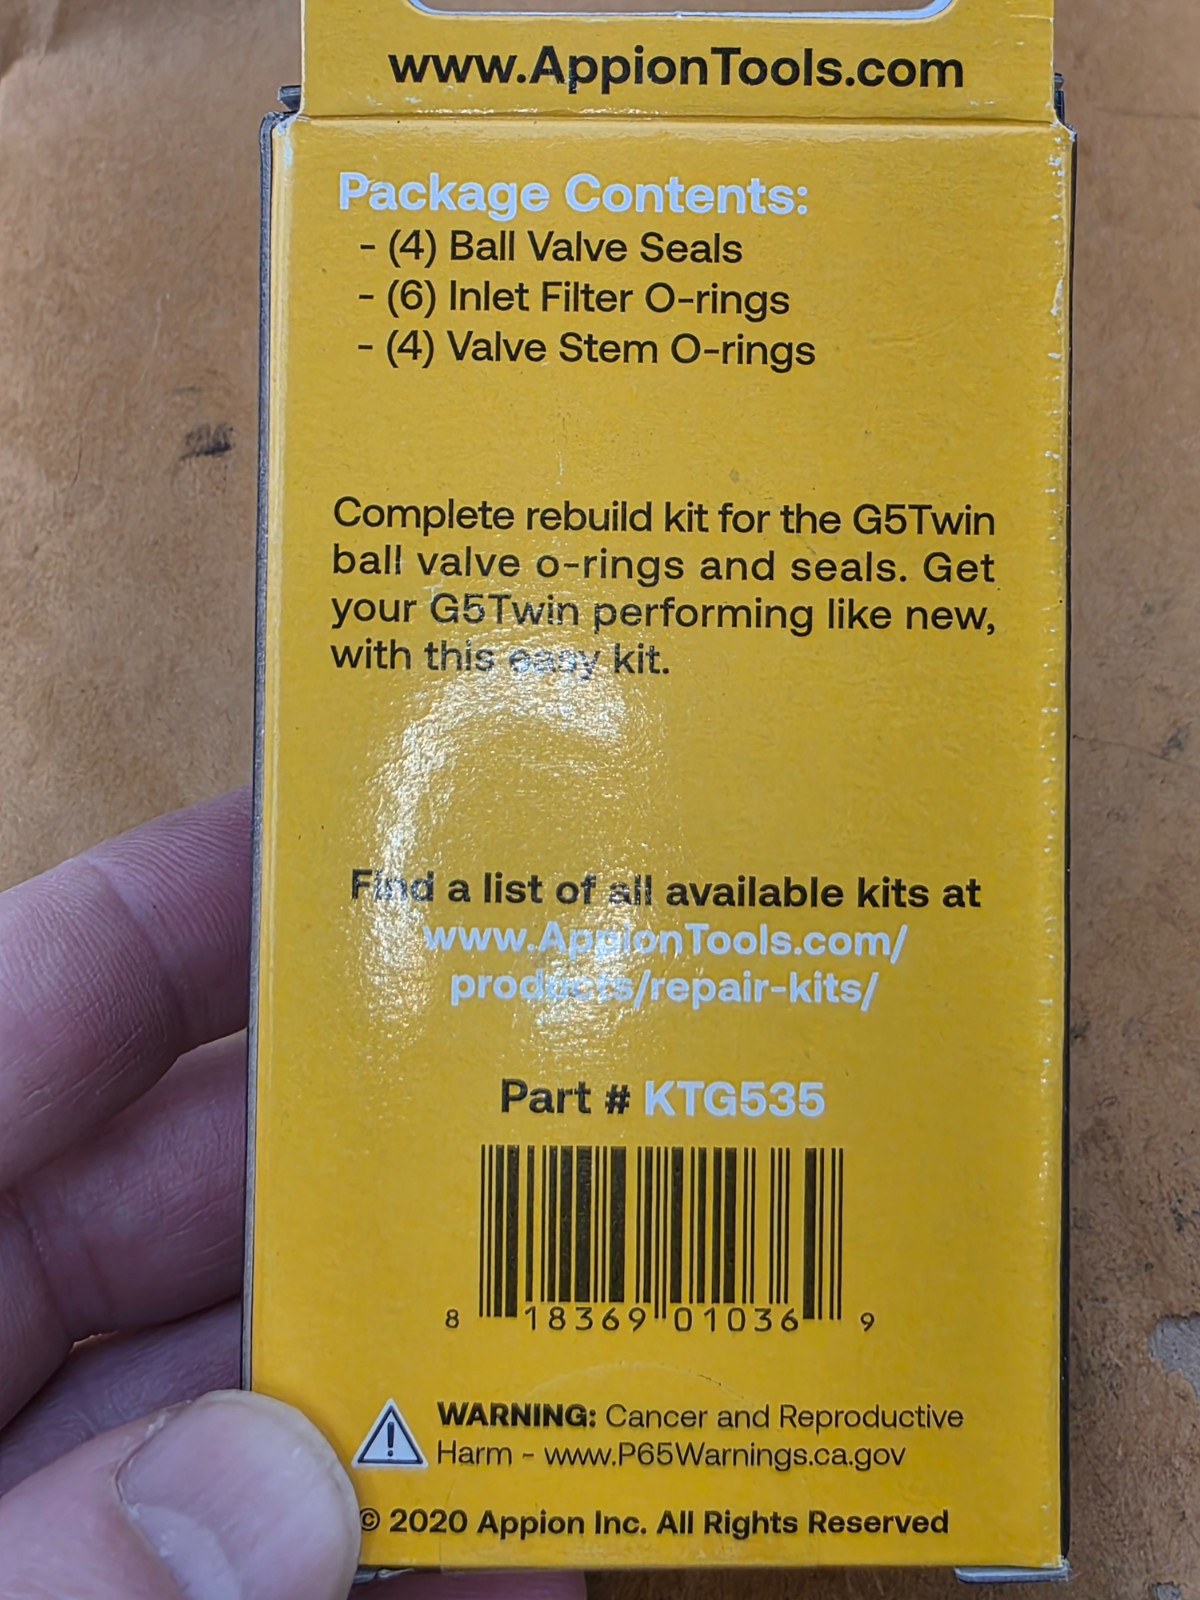 www.AppionTools.com
Package Contents:
- (4) Ball Valve Seals
- (6) Inlet Filter O-rings
- (4) Valve Stem O-rings
Complete rebuild kit for the G5Twin
ball valve o-rings and seals. Get
your G5Twin performing like new,
with this easy kit.
Find a list of all available kits at
www.AppionTools.com/
products/repair-kits/
Part # KTG535
8 18369 01036 9
WARNING: Cancer and Reproductive
Harm - www.P65Warnings.ca.gov
© 2020 Appion Inc. All Rights Reserved